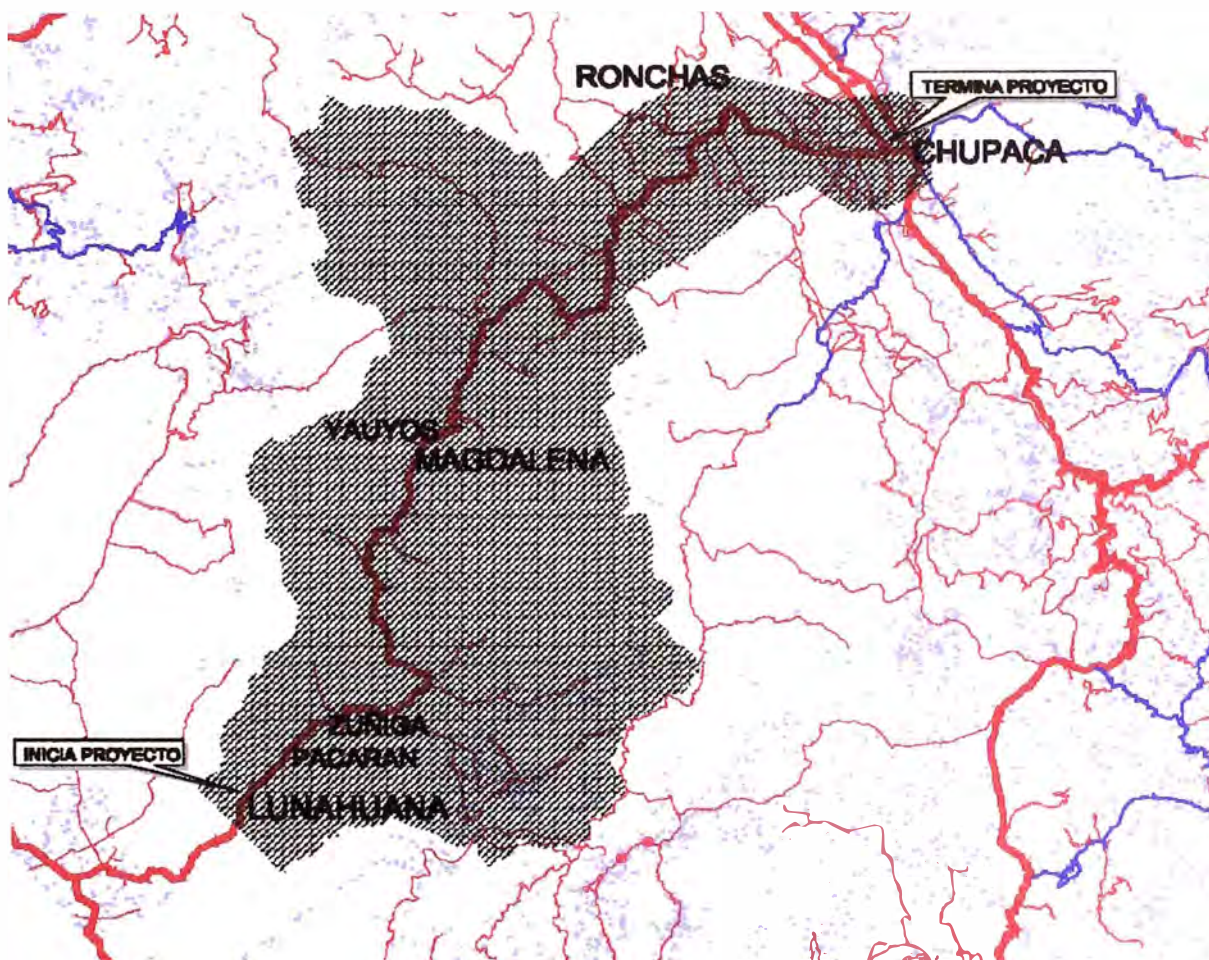 RONCHAS
TERMINA PROYECTO
CHUPACA
YAUYOS
MAGDALENA
ZUÑIGA
INICIA PROYECTO
PACARAN
LUNAHUANA